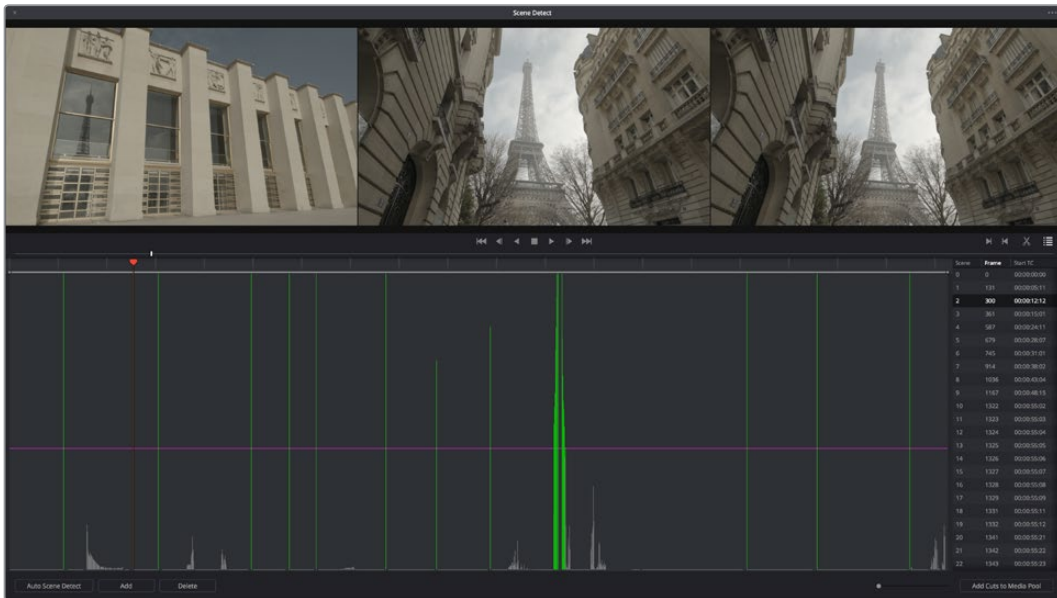 Scene Detect
Scene Frame Start TC
0 0 00:00:00:00
1 131 00:00:05:11
2 300 00:00:12:12
3 361 00:00:15:01
4 587 00:00:24:11
5 679 00:00:28:07
6 745 00:00:31:01
7 914 00:00:38:02
8 1036 00:00:43:04
9 1167 00:00:48:15
10 1322 00:00:55:02
11 1323 00:00:55:03
12 1324 00:00:55:04
13 1325 00:00:55:05
14 1326 00:00:55:06
15 1327 00:00:55:07
16 1328 00:00:55:08
17 1329 00:00:55:09
18 1331 00:00:55:11
19 1332 00:00:55:12
20 1341 00:00:55:21
21 1342 00:00:55:22
22 1343 00:00:55:23
Auto Scene Detect Add Delete Add Cuts to Media Pool